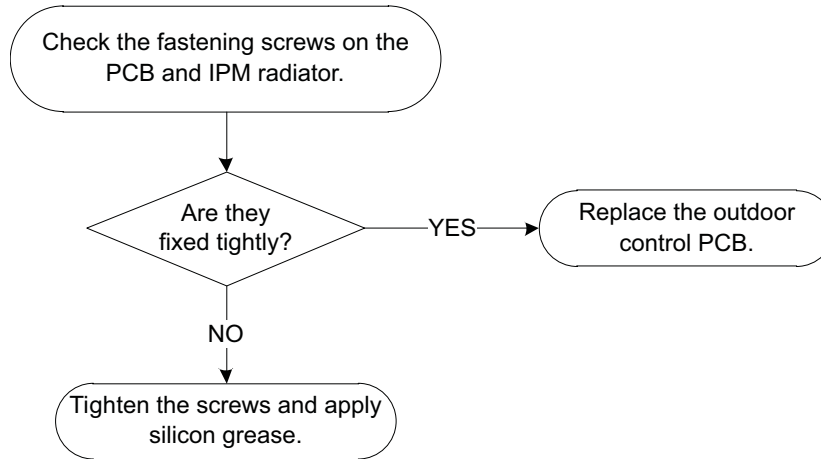 Check the fastening screws on the
PCB and IPM radiator.
Are they
fixed tightly?
YES
Replace the outdoor
control PCB.
NO
Tighten the screws and apply
silicon grease.